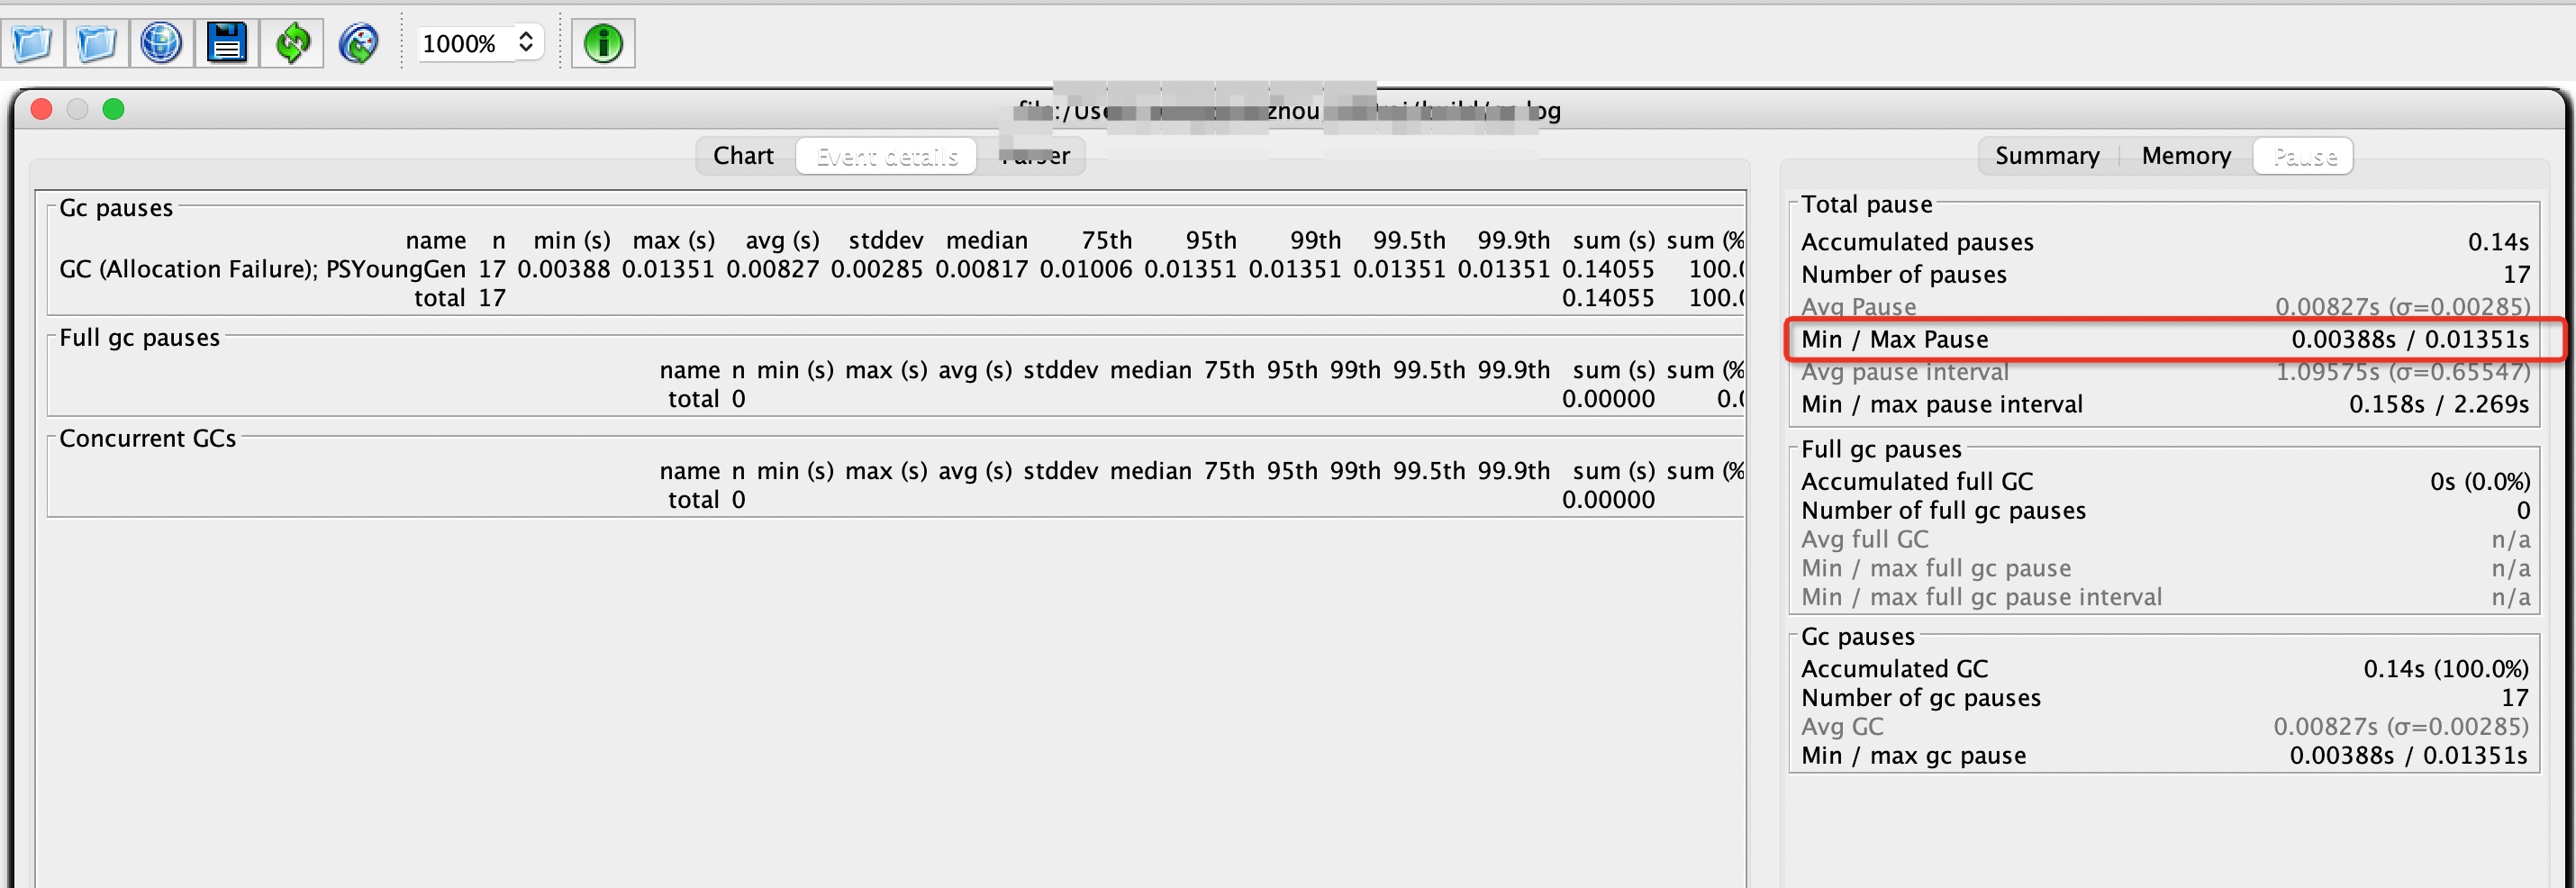 1000%
zhou
log
Chart Event details Parser
Gc pauses
name n min (s) max (s) avg (s) stddev median 75th 95th 99th 99.5th 99.9th sum (s) sum (%
GC (Allocation Failure); PSYoungGen 17 0.00388 0.01351 0.00827 0.00285 0.00817 0.01006 0.01351 0.01351 0.01351 0.01351 0.14055 100.0
total 17 0.14055 100.0
Full gc pauses
name n min (s) max (s) avg (s) stddev median 75th 95th 99th 99.5th 99.9th sum (s) sum (%
total 0 0.00000 0.0
Concurrent GCs
name n min (s) max (s) avg (s) stddev median 75th 95th 99th 99.5th 99.9th sum (s) sum (%
total 0 0.00000
Summary Memory Pause
Total pause
Accumulated pauses 0.14s
Number of pauses 17
Avg Pause 0.00827s (σ=0.00285)
Min / Max Pause 0.00388s / 0.01351s
Avg pause interval 1.09575s (σ=0.65547)
Min / max pause interval 0.158s / 2.269s
Full gc pauses
Accumulated full GC 0s (0.0%)
Number of full gc pauses 0
Avg full GC n/a
Min / max full gc pause n/a
Min / max full gc pause interval n/a
Gc pauses
Accumulated GC 0.14s (100.0%)
Number of gc pauses 17
Avg GC 0.00827s (σ=0.00285)
Min / max gc pause 0.00388s / 0.01351s